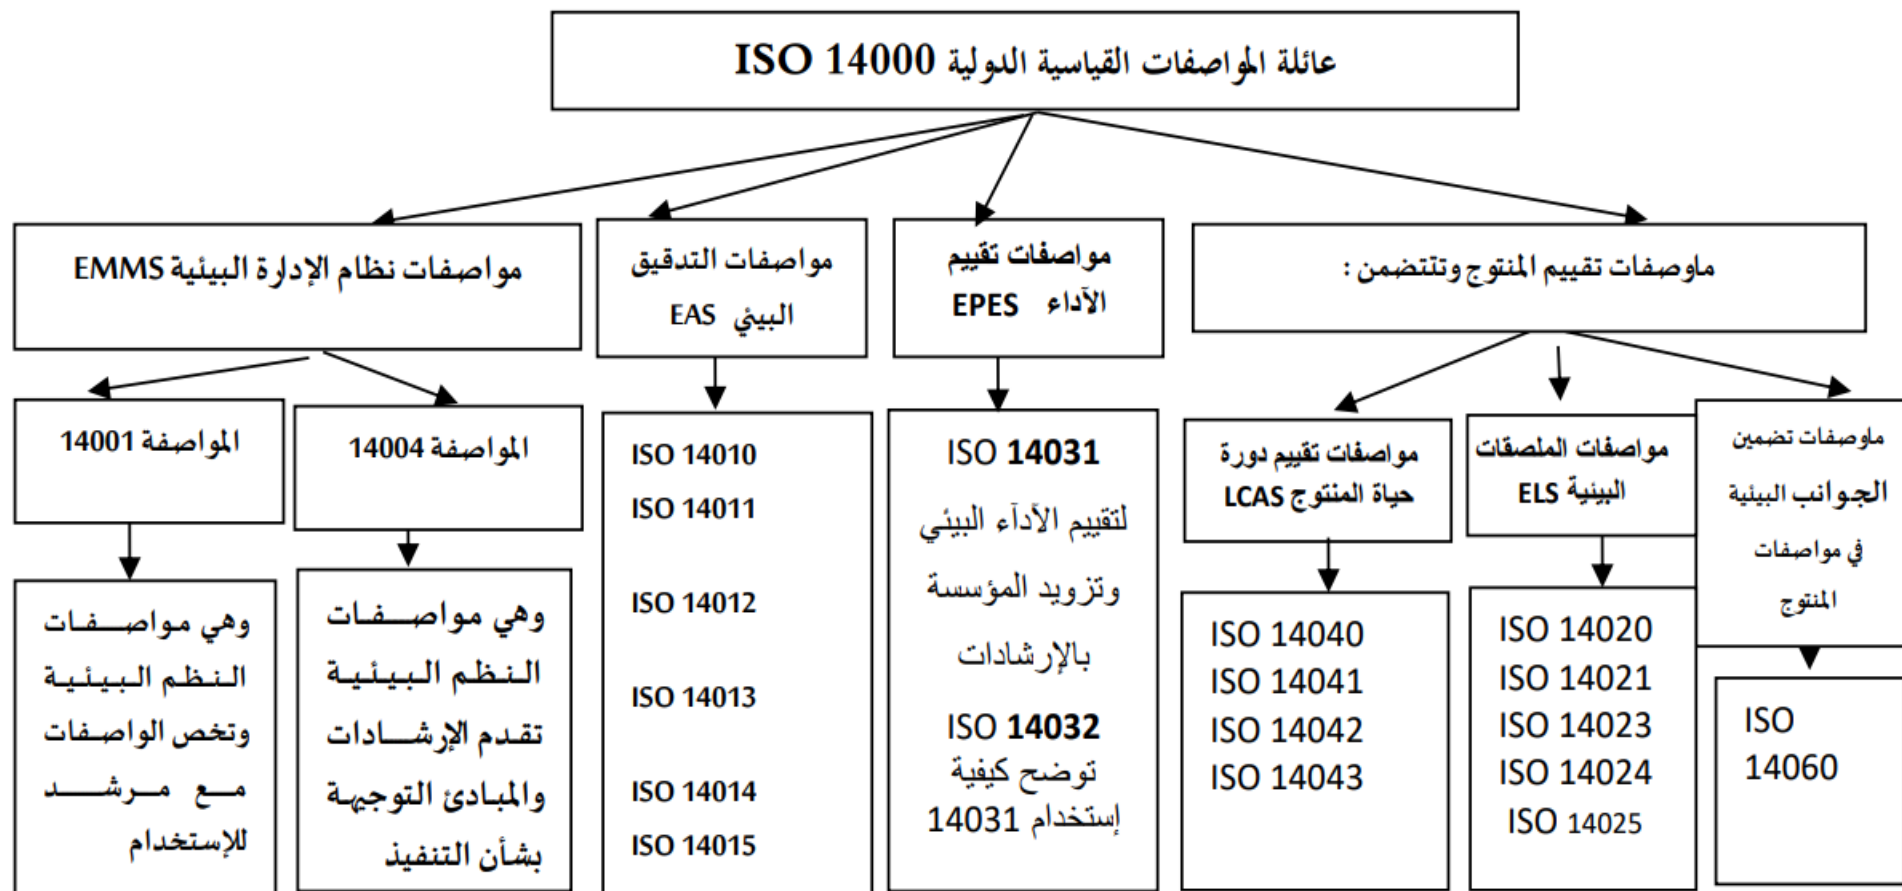 عائلة المواصفات القياسية الدولية ISO 14000
ماوصفات تقييم المنتوج وتتضمن :
مواصفات تقييم
الآداء EPES
مواصفات التدقيق
البيئي EAS
مواصفات نظام الإدارة البيئية EMMS
ماوصفات تضمين
الجوانب البيئية
في مواصفات
المنتوج
مواصفات الملصقات
البيئية ELS
مواصفات تقييم دورة
حياة المنتوج LCAS
المواصفة 14004
المواصفة 14001
ISO
14060
ISO 14020
ISO 14021
ISO 14023
ISO 14024
ISO 14025
ISO 14040
ISO 14041
ISO 14042
ISO 14043
ISO 14031
لتقييم الأدآء البيئي
وتزويد المؤسسة
بالإرشادات
ISO 14032
توضح كيفية
إستخدام 14031
ISO 14010
ISO 14011
ISO 14012
ISO 14013
ISO 14014
ISO 14015
وهي مواصفات
النظم البيئية
تقدم الإرشادات
والمبادئ التوجيهة
بشأن التنفيذ
وهي مواصفات
النظم البيئية
وتخص الواصفات
مع مرشد
للإستخدام